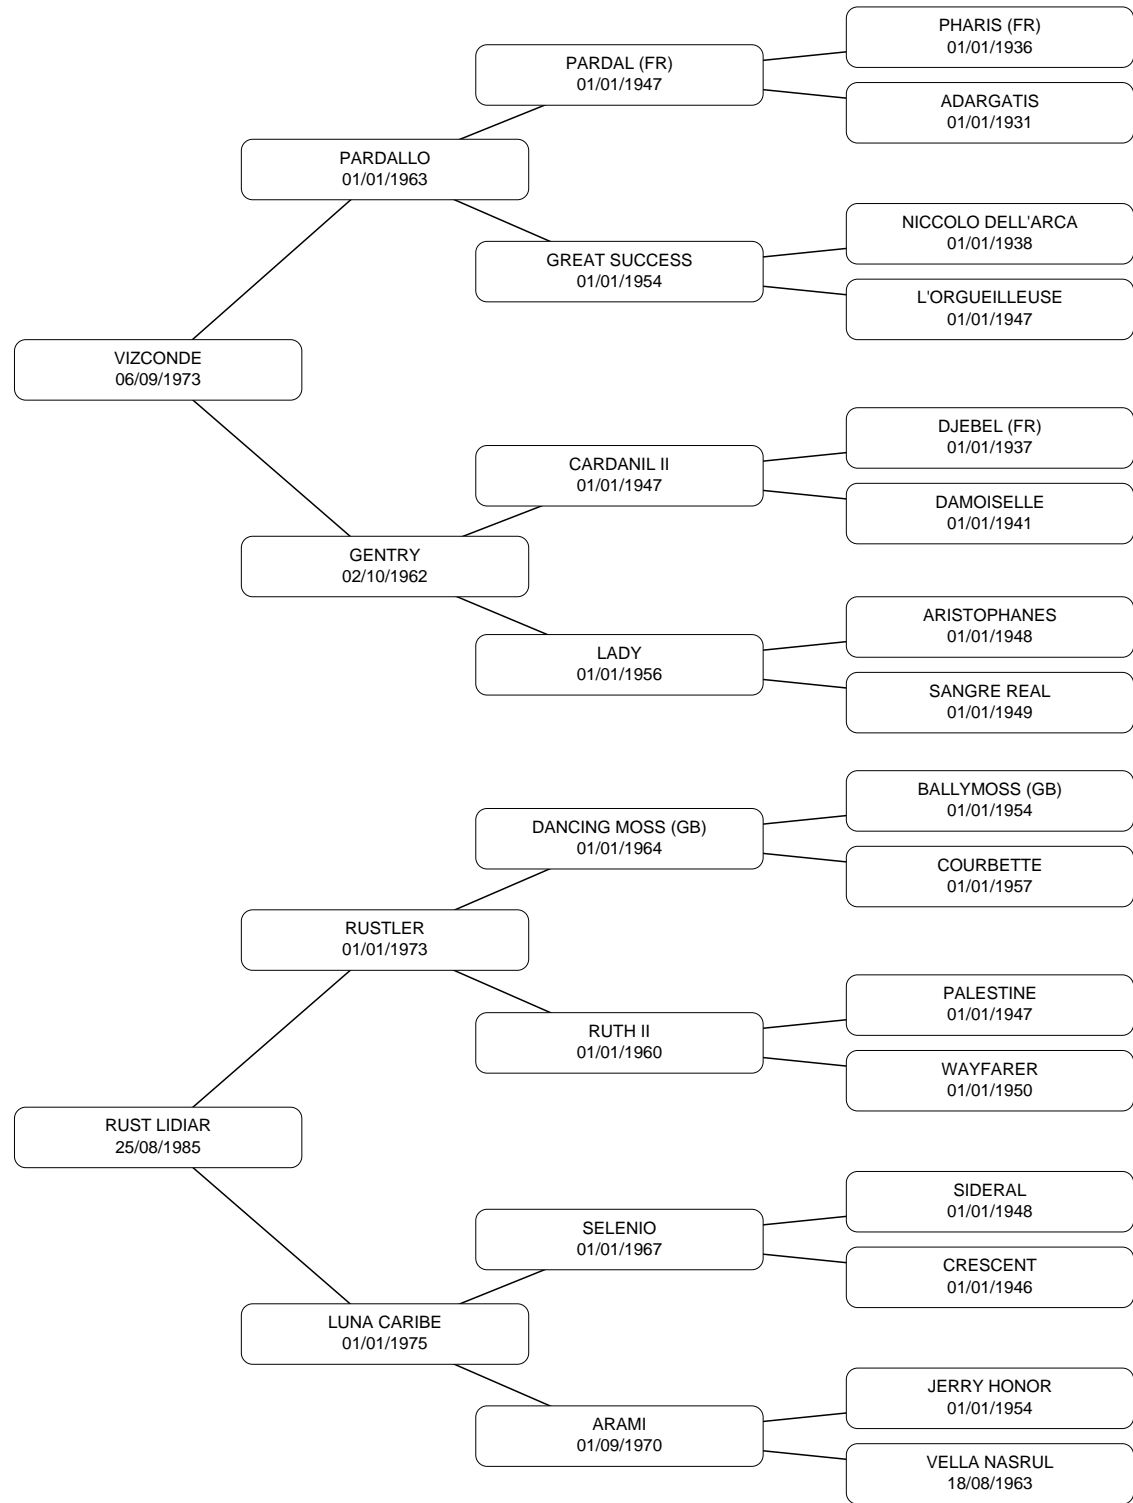 PHARIS (FR)
01/01/1936
PARDAL (FR)
01/01/1947
ADARGATIS
01/01/1931
PARDALLO
01/01/1963
NICCOLO DELL'ARCA
01/01/1938
GREAT SUCCESS
01/01/1954
L'ORGUEILLEUSE
01/01/1947
VIZCONDE
06/09/1973
DJEBEL (FR)
01/01/1937
CARDANIL II
01/01/1947
DAMOISELLE
01/01/1941
GENTRY
02/10/1962
ARISTOPHANES
01/01/1948
LADY
01/01/1956
SANGRE REAL
01/01/1949
BALLYMOSS (GB)
01/01/1954
DANCING MOSS (GB)
01/01/1964
COURBETTE
01/01/1957
RUSTLER
01/01/1973
PALESTINE
01/01/1947
RUTH II
01/01/1960
WAYFARER
01/01/1950
RUST LIDIAR
25/08/1985
SIDERAL
01/01/1948
SELENIO
01/01/1967
CRESCENT
01/01/1946
LUNA CARIBE
01/01/1975
JERRY HONOR
01/01/1954
ARAMI
01/09/1970
VELLA NASRUL
18/08/1963